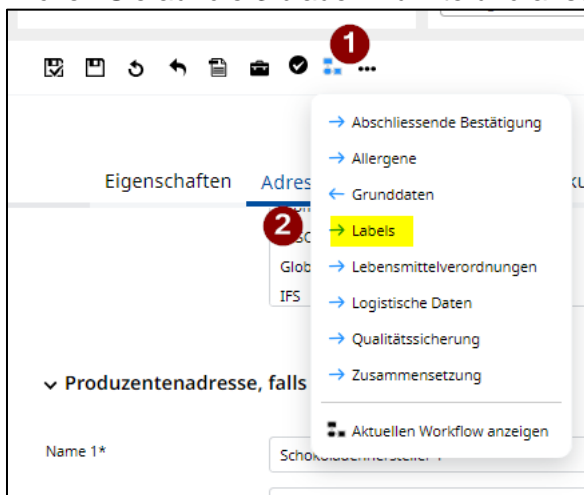 1
Abschliessende Bestätigung
Allergene
Eigenschaften
Adres
Grunddaten
2
Labels
Glob
Lebensmittelverordnungen
IFS
Logistische Daten
Qualitätssicherung
Produzentenadresse, falls
Zusammensetzung
Aktuellen Workflow anzeigen
Name 1*